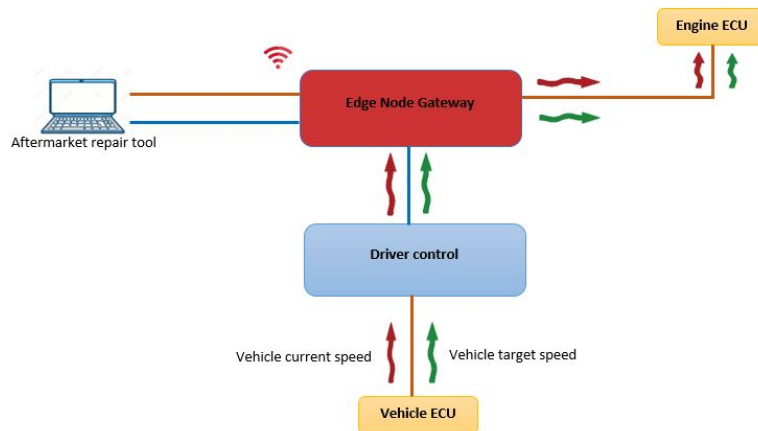 Engine ECU
Edge Node Gateway
Aftermarket repair tool
Driver control
Vehicle current speed
Vehicle target speed
Vehicle ECU